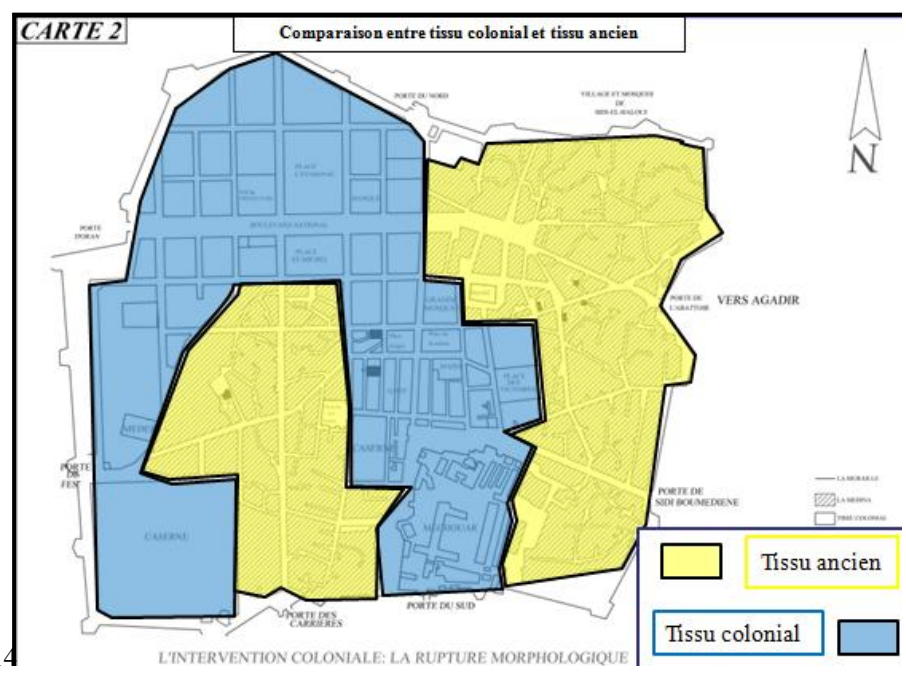 CARTE 2
Comparaison entre tissu colonial et tissu ancien
PORTE DU NORD
VILLAGE ET MOSQUEE
DE
SIDI-EL-HALOUI
N
PLACE
BANQUE
PORTE
D'ORAN
BOULEVARD NATIONAL
PLACE
ST MICHEL
GRANDE
MOSQUEE
PORTE DE
L'ABATTOIR
VERS AGADIR
PLACE
DES
VICTOIRES
CASERNE
PORTE
DE
FES
CASERNE
MECHOUAR
PORTE DE
SIDI BOUMEDIENE
LA MURAILLE
LA MEDINA
TISSU COLONIAL
PORTE DES
CARRIERES
PORTE DU SUD
Tissu ancien
Tissu colonial
L'INTERVENTION COLONIALE: LA RUPTURE MORPHOLOGIQUE